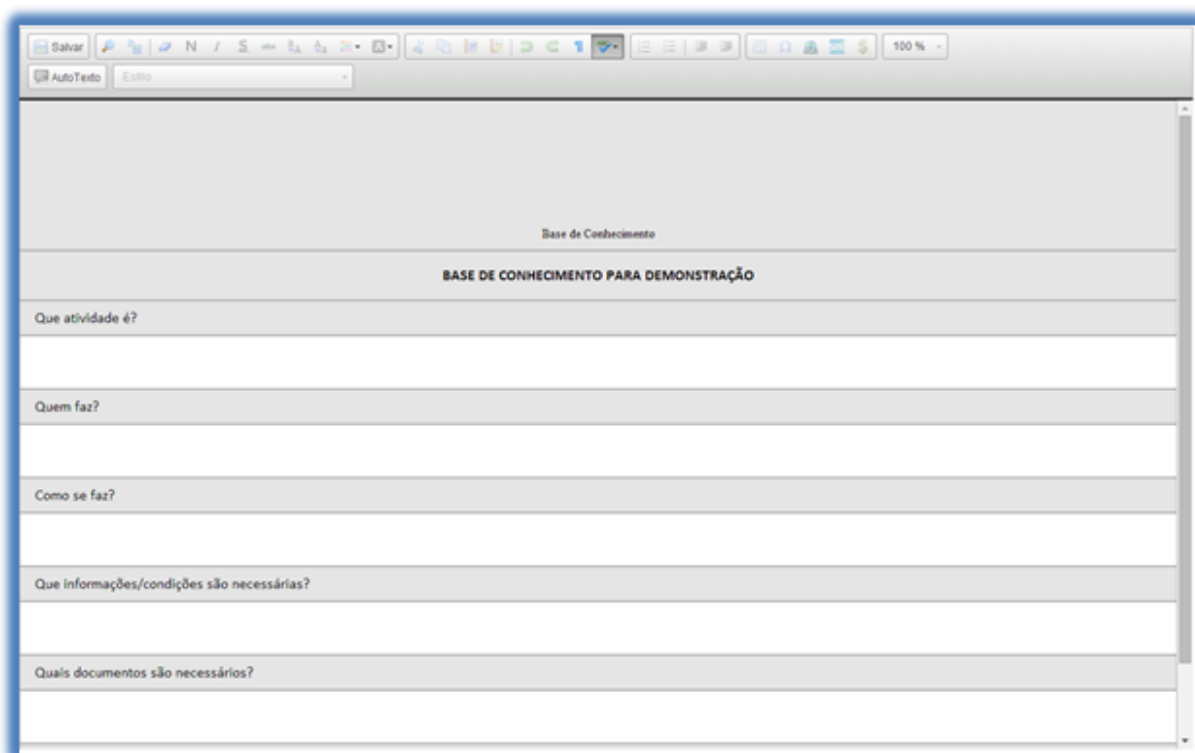 Salvar N I S abc 100 %
AutoTexto Estilo
Base de Conhecimento
BASE DE CONHECIMENTO PARA DEMONSTRAÇÃO
Que atividade é?
Quem faz?
Como se faz?
Que informações/condições são necessárias?
Quais documentos são necessários?